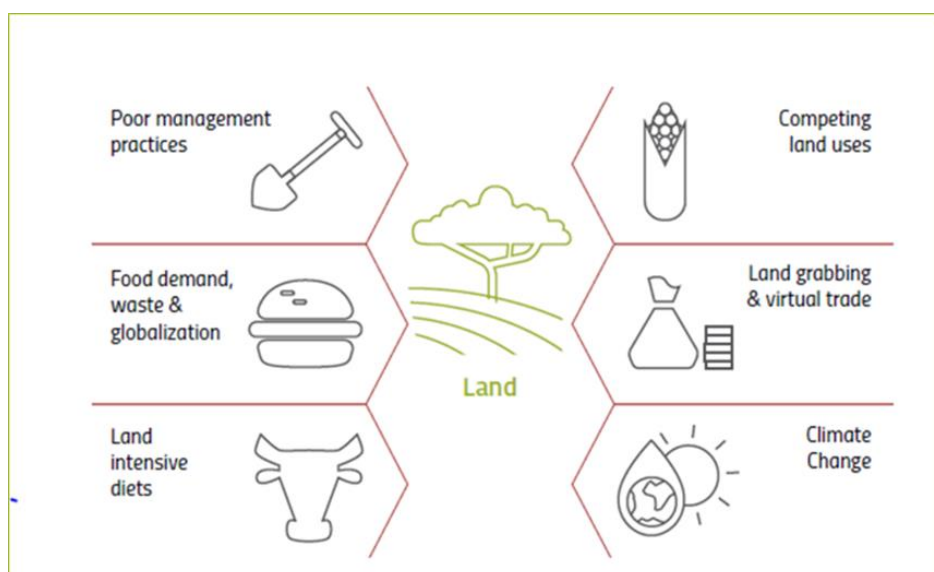 Poor management
practices
Competing
land uses
Food demand,
waste &
globalization
Land grabbing
& virtual trade
Land
Land
intensive
diets
Climate
Change